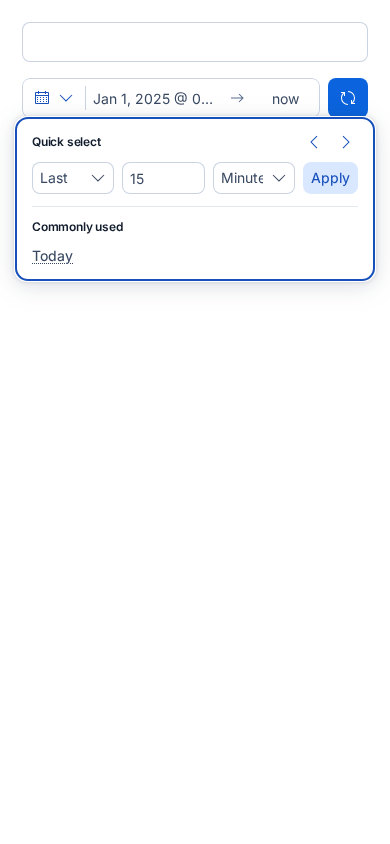 Jan 1, 2025 @ 0... now
Quick select
Last 15 Minute Apply
Commonly used
Today